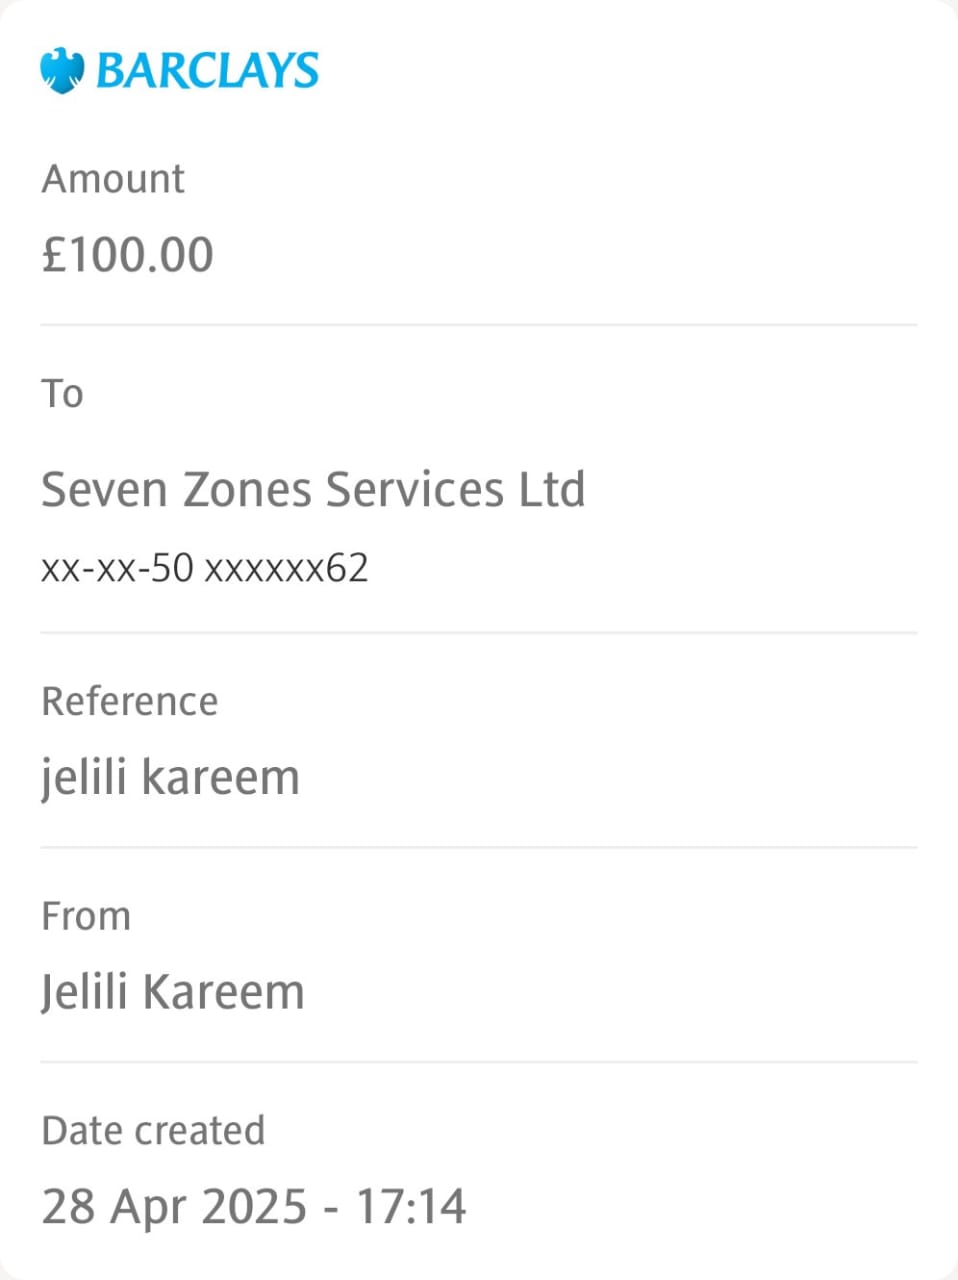 BARCLAYS
Amount
£100.00
To
Seven Zones Services Ltd
xx-xx-50 xxxxxx62
Reference
jelili kareem
From
Jelili Kareem
Date created
28 Apr 2025 - 17:14